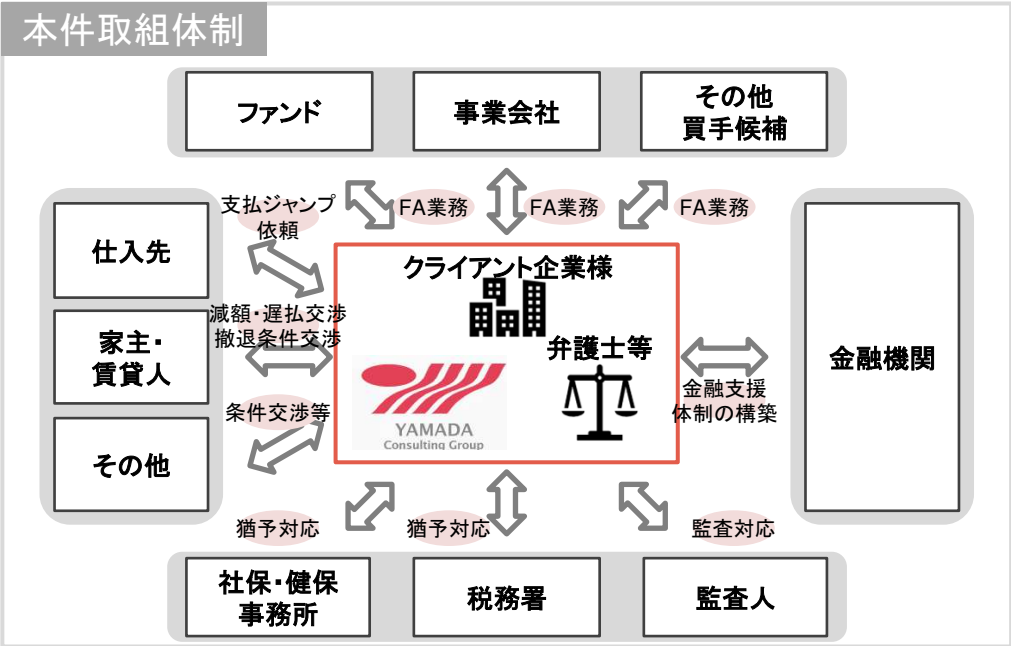 本件取組体制
ファンド
事業会社
その他
買手候補
支払ジャンプ
依頼
FA業務
FA業務
FA業務
仕入先
家主・
賃貸人
その他
減額・遅払交渉
撤退条件交渉
条件交渉等
クライアント企業様
弁護士等
YAMADA
Consulting Group
金融支援
体制の構築
金融機関
猶予対応
猶予対応
監査対応
社保・健保
事務所
税務署
監査人